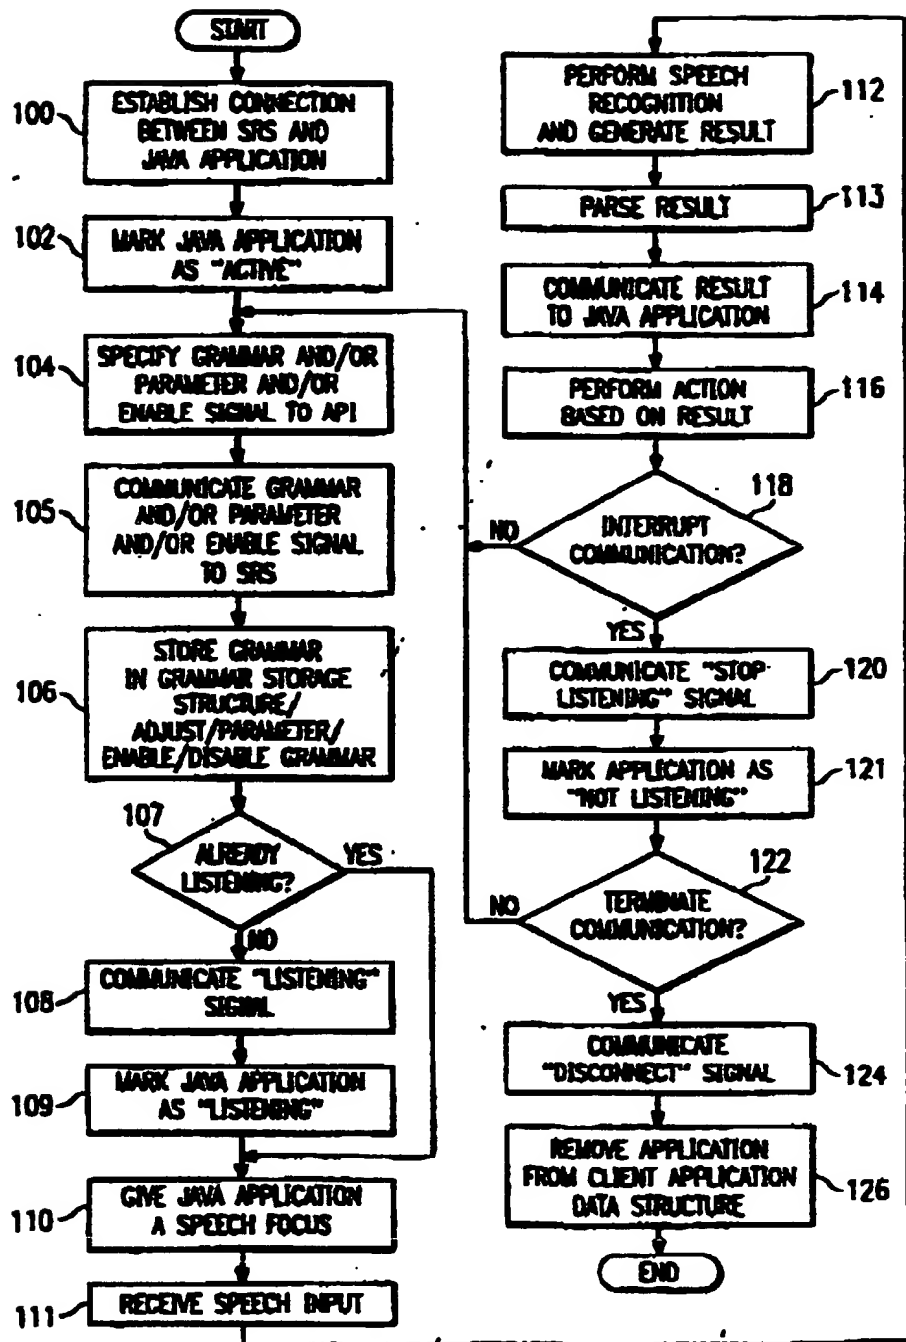 START
100
ESTABLISH CONNECTION
BETWEEN SRS AND
JAVA APPLICATION
102
MARK JAVA APPLICATION
AS "ACTIVE"
104
SPECIFY GRAMMAR AND/OR
PARAMETER AND/OR
ENABLE SIGNAL TO API
105
COMMUNICATE GRAMMAR
AND/OR PARAMETER
AND/OR ENABLE SIGNAL
TO SRS
106
STORE GRAMMAR
IN GRAMMAR STORAGE
STRUCTURE/
ADJUST/PARAMETER/
ENABLE/DISABLE GRAMMAR
107
ALREADY
LISTENING?
YES
NO
108
COMMUNICATE "LISTENING"
SIGNAL
109
MARK JAVA APPLICATION
AS "LISTENING"
110
GIVE JAVA APPLICATION
A SPEECH FOCUS
111
RECEIVE SPEECH INPUT
PERFORM SPEECH
RECOGNITION
AND GENERATE RESULT
112
PARSE RESULT
113
COMMUNICATE RESULT
TO JAVA APPLICATION
114
PERFORM ACTION
BASED ON RESULT
116
118
INTERRUPT
COMMUNICATION?
NO
YES
COMMUNICATE "STOP
LISTENING" SIGNAL
120
MARK APPLICATION AS
"NOT LISTENING"
121
122
TERMINATE
COMMUNICATION?
NO
YES
COMMUNICATE
"DISCONNECT" SIGNAL
124
REMOVE APPLICATION
FROM CLIENT APPLICATION
DATA STRUCTURE
126
END